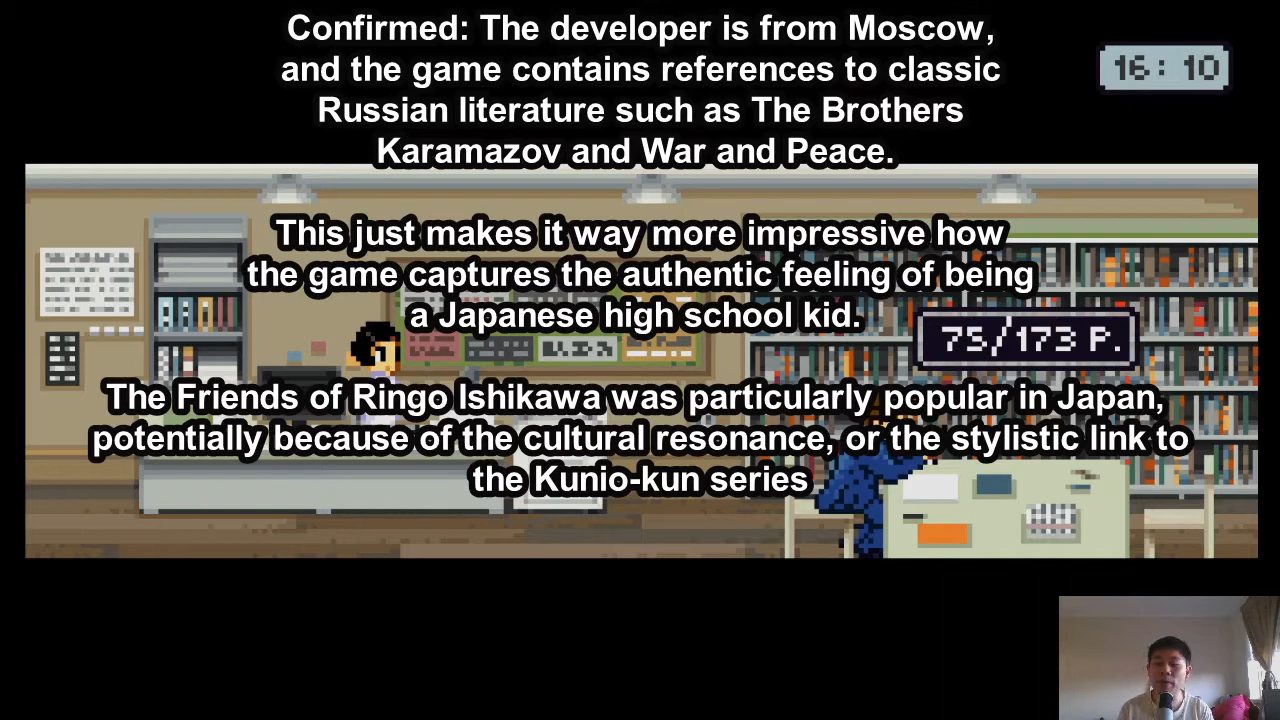 Confirmed: The developer is from Moscow,
and the game contains references to classic
Russian literature such as The Brothers
Karamazov and War and Peace.
16:10
This just makes it way more impressive how
the game captures the authentic feeling of being
a Japanese high school kid.
75/173 P.
The Friends of Ringo Ishikawa was particularly popular in Japan,
potentially because of the cultural resonance, or the stylistic link to
the Kunio-kun series